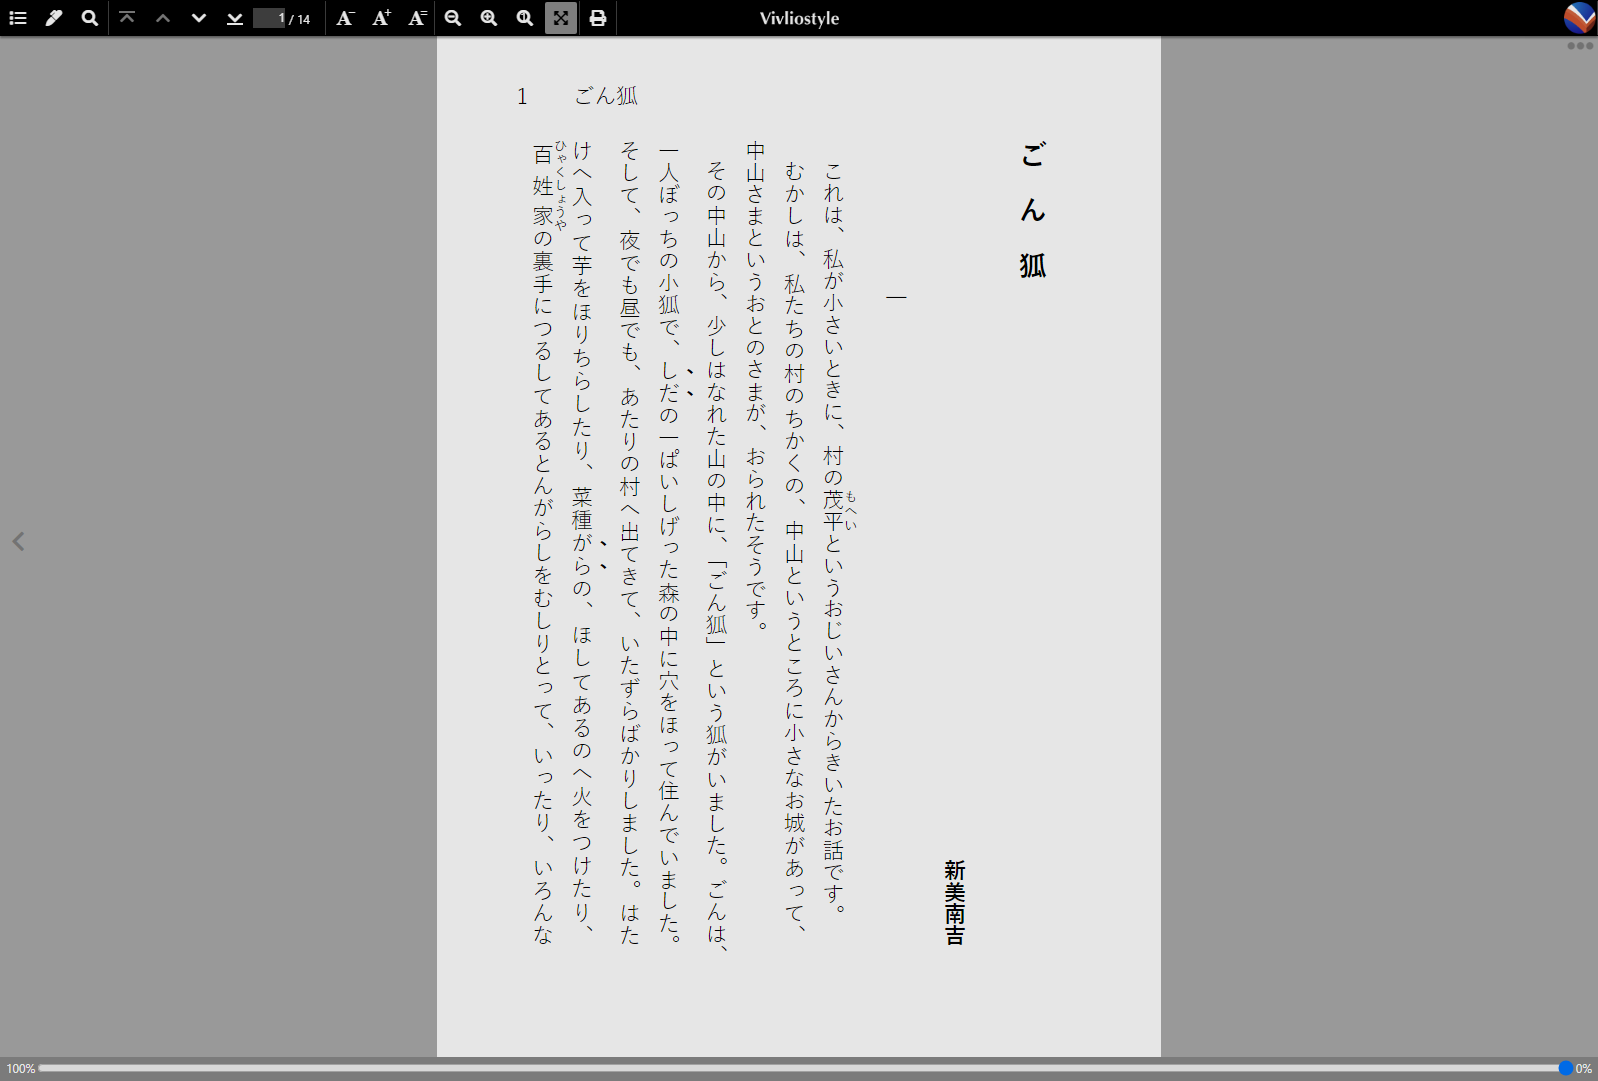 1 / 14
A−
A+
A=
Vivliostyle
1 ごん狐
ごん狐
新美南吉
一
これは、私が小さいときに、村の茂平というおじいさんからきいたお話です。
もへい
むかしは、私たちの村のちかくの、中山というところに小さなお城があって、
中山さまというおとのさまが、おられたそうです。
その中山から、少しはなれた山の中に、「ごん狐」という狐がいました。ごんは、
一人ぼっちの小狐で、しだの一ぱいしげった森の中に穴をほって住んでいました。
そして、夜でも昼でも、あたりの村へ出てきて、いたずらばかりしました。はた
けへ入って芋をほりちらしたり、菜種がらの、ほしてあるのへ火をつけたり、
百姓家の裏手につるしてあるとんがらしをむしりとって、いったり、いろんな
ひゃくしょうや
100%
0%